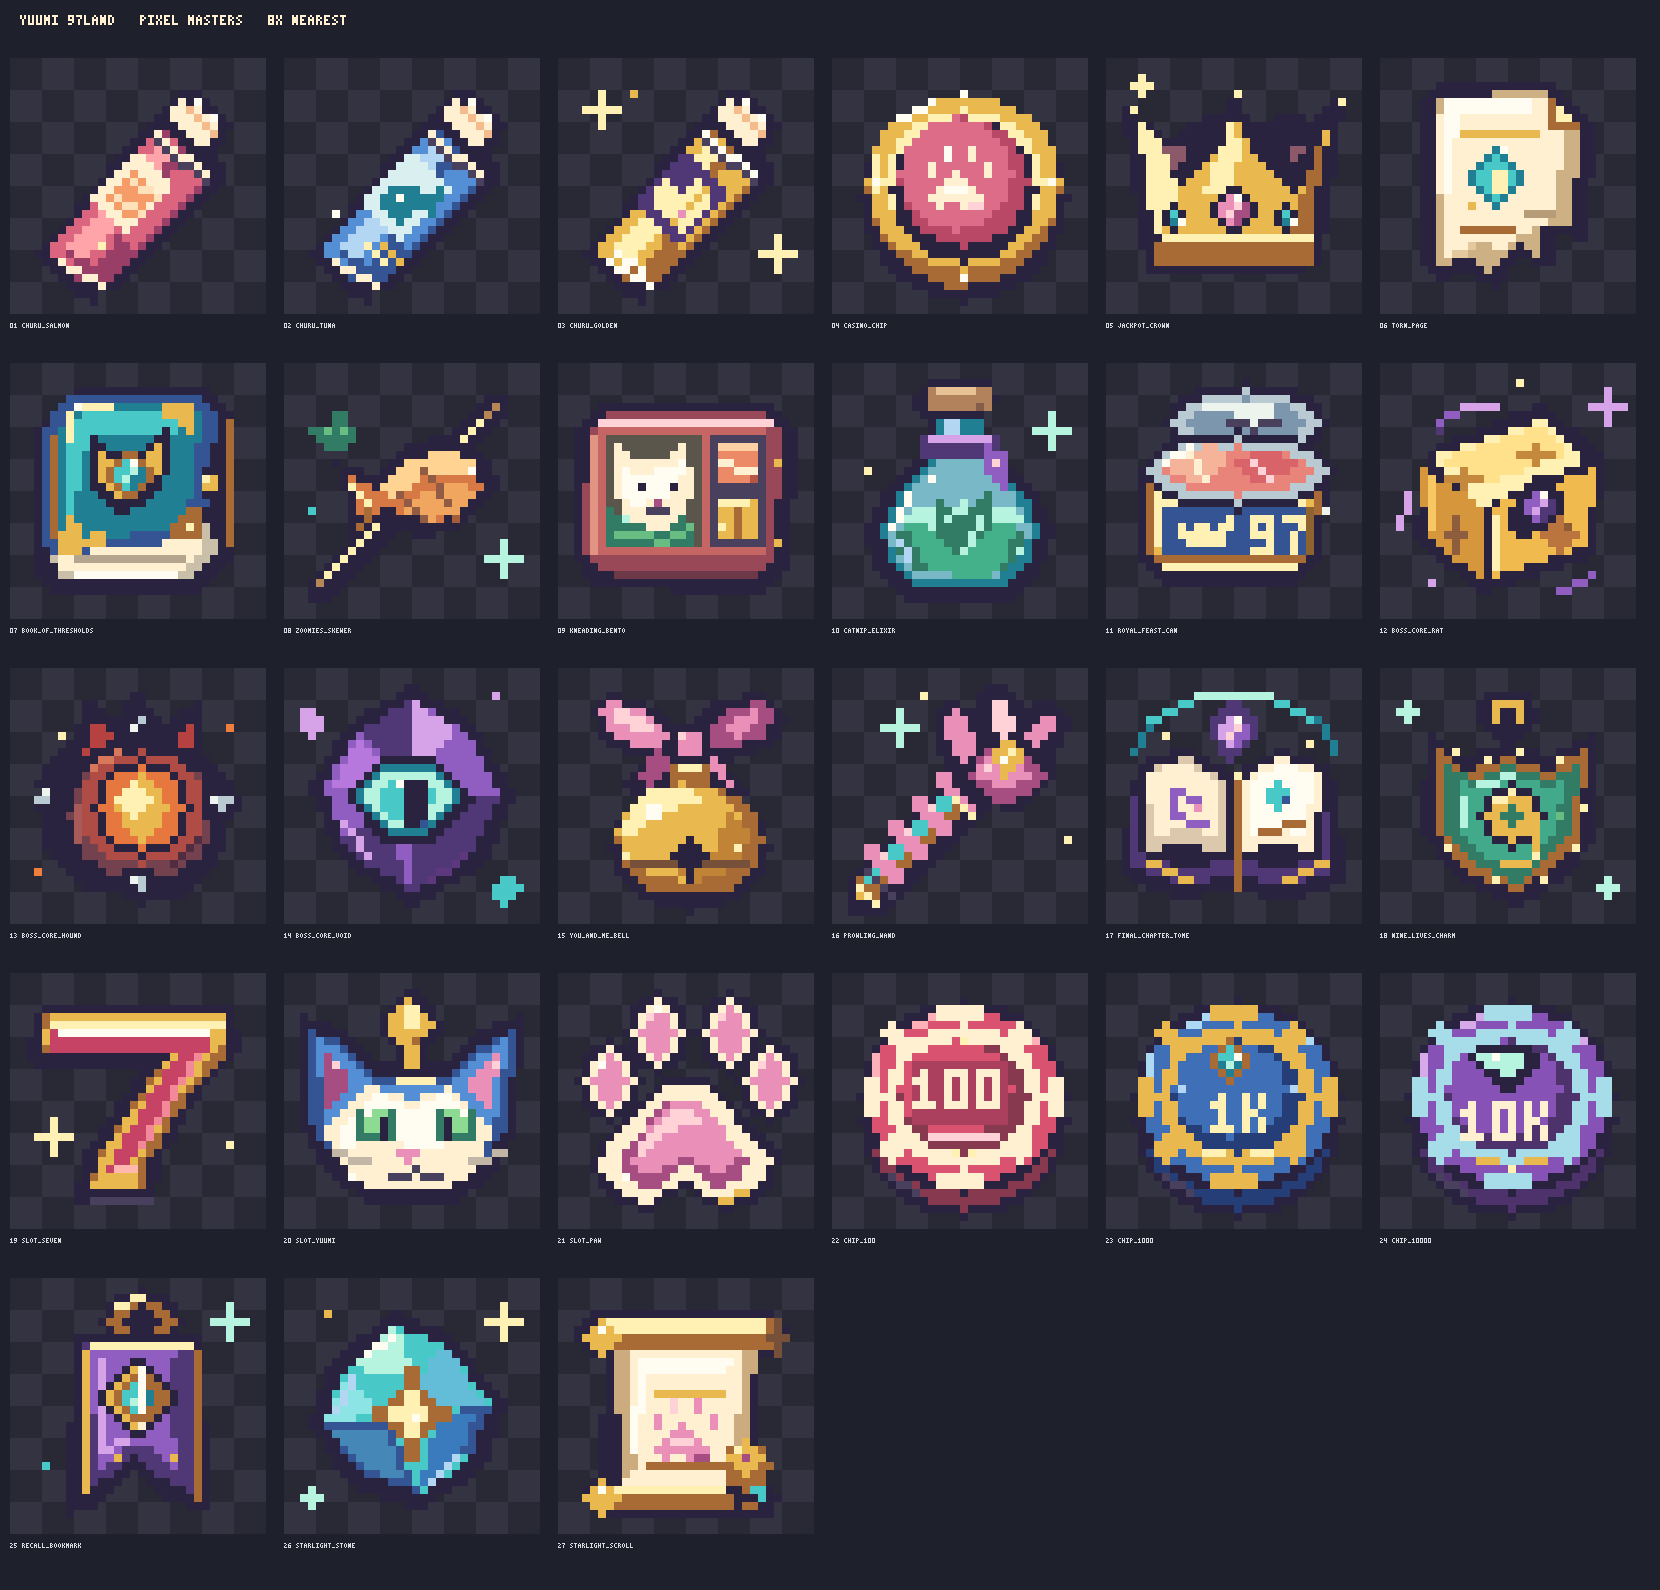 YUUMI 97LAND   PIXEL MASTERS   8X NEAREST
01 CHURU_SALMON
02 CHURU_TUNA
03 CHURU_GOLDEN
04 CASINO_CHIP
05 JACKPOT_CROWN
06 TORN_PAGE
97
07 BOOK_OF_THRESHOLDS
08 ZOOMIES_SKEWER
09 KNEADING_BENTO
10 CATNIP_ELIXIR
11 ROYAL_FEAST_CAN
12 BOSS_CORE_RAT
13 BOSS_CORE_HOUND
14 BOSS_CORE_VOID
15 YOU_AND_ME_BELL
16 PROWLING_WAND
17 FINAL_CHAPTER_TOME
18 NINE_LIVES_CHARM
7
100
1K
10K
19 SLOT_SEVEN
20 SLOT_YUUMI
21 SLOT_PAW
22 CHIP_100
23 CHIP_1000
24 CHIP_10000
25 RECALL_BOOKMARK
26 STARLIGHT_STONE
27 STARLIGHT_SCROLL